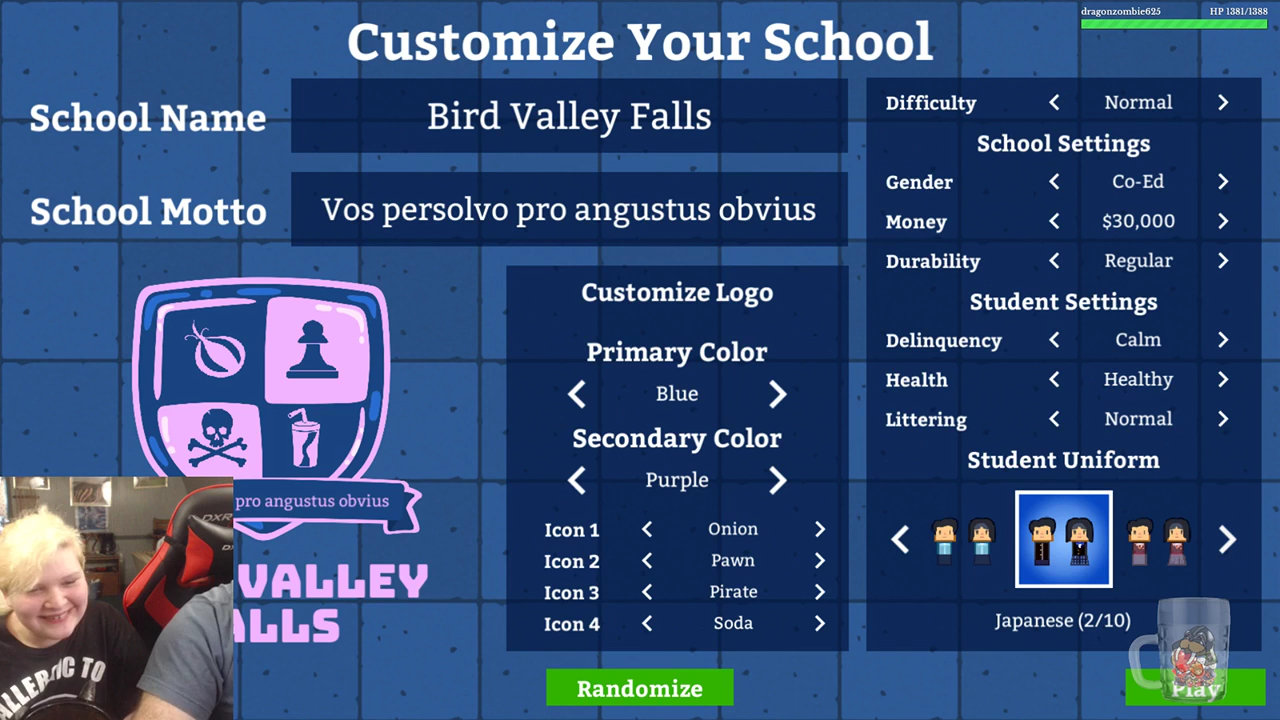 dragonzombie625 HP 1381/1388
Customize Your School
School Name
Bird Valley Falls
School Motto
Vos persolvo pro angustus obvius
pro angustus obvius
VALLEY
Customize Logo
Primary Color
Blue
Secondary Color
Purple
Icon 1 Onion
Icon 2 Pawn
Icon 3 Pirate
Icon 4 Soda
Randomize
Difficulty Normal
School Settings
Gender Co-Ed
Money $30,000
Durability Regular
Student Settings
Delinquency Calm
Health Healthy
Littering Normal
Student Uniform
Japanese (2/10)
Play